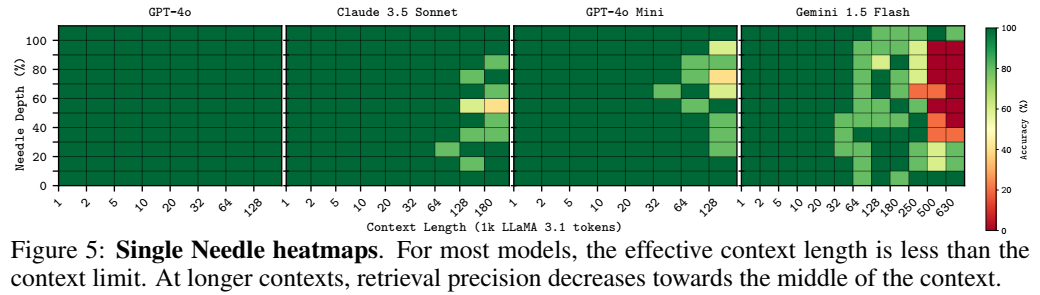 GPT-4o Claude 3.5 Sonnet GPT-4o Mini Gemini 1.5 Flash
Needle Depth (%)
100
80
60
40
20
0
1 2 5 10 20 32 64 128
1 2 5 10 20 32 64 128 180
1 2 5 10 20 32 64 128
1 2 5 10 20 32 64 128 180 250 500 630
Context Length (1k LLaMA 3.1 tokens)
100
80
60
40
20
0
Accuracy (%)
Figure 5: Single Needle heatmaps. For most models, the effective context length is less than the
context limit. At longer contexts, retrieval precision decreases towards the middle of the context.